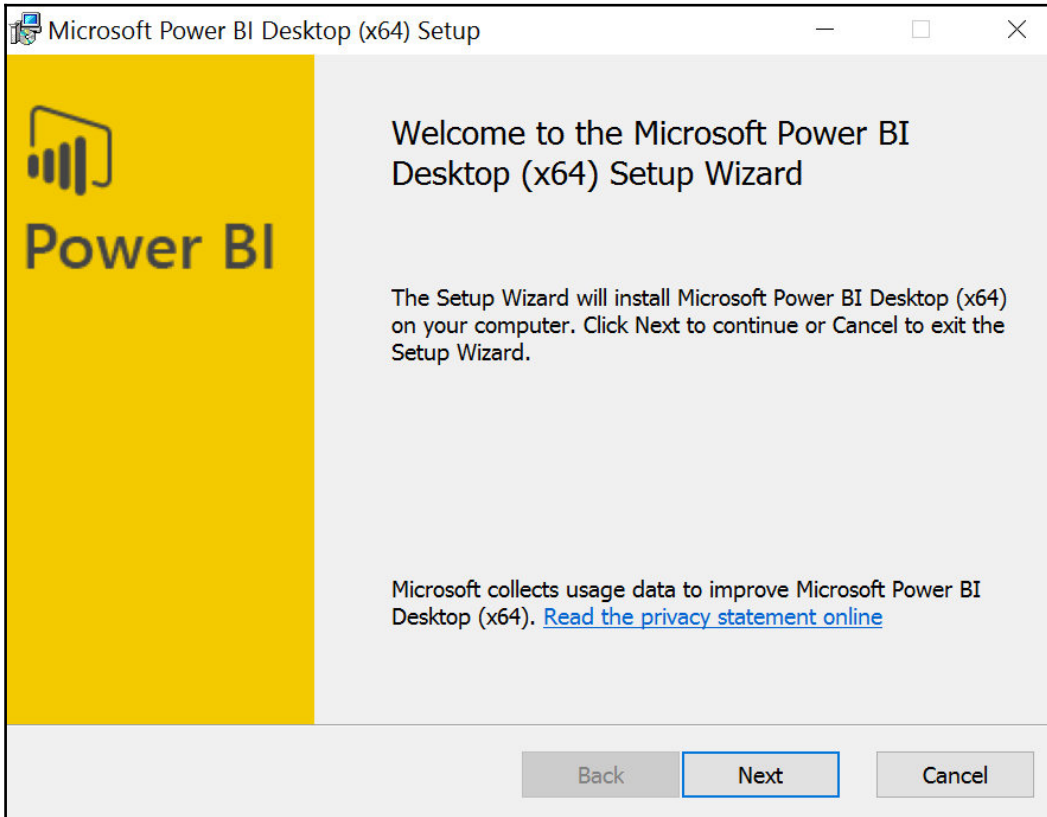 Microsoft Power BI Desktop (x64) Setup
Power BI
Welcome to the Microsoft Power BI
Desktop (x64) Setup Wizard
The Setup Wizard will install Microsoft Power BI Desktop (x64)
on your computer. Click Next to continue or Cancel to exit the
Setup Wizard.
Microsoft collects usage data to improve Microsoft Power BI
Desktop (x64). Read the privacy statement online
Back Next Cancel